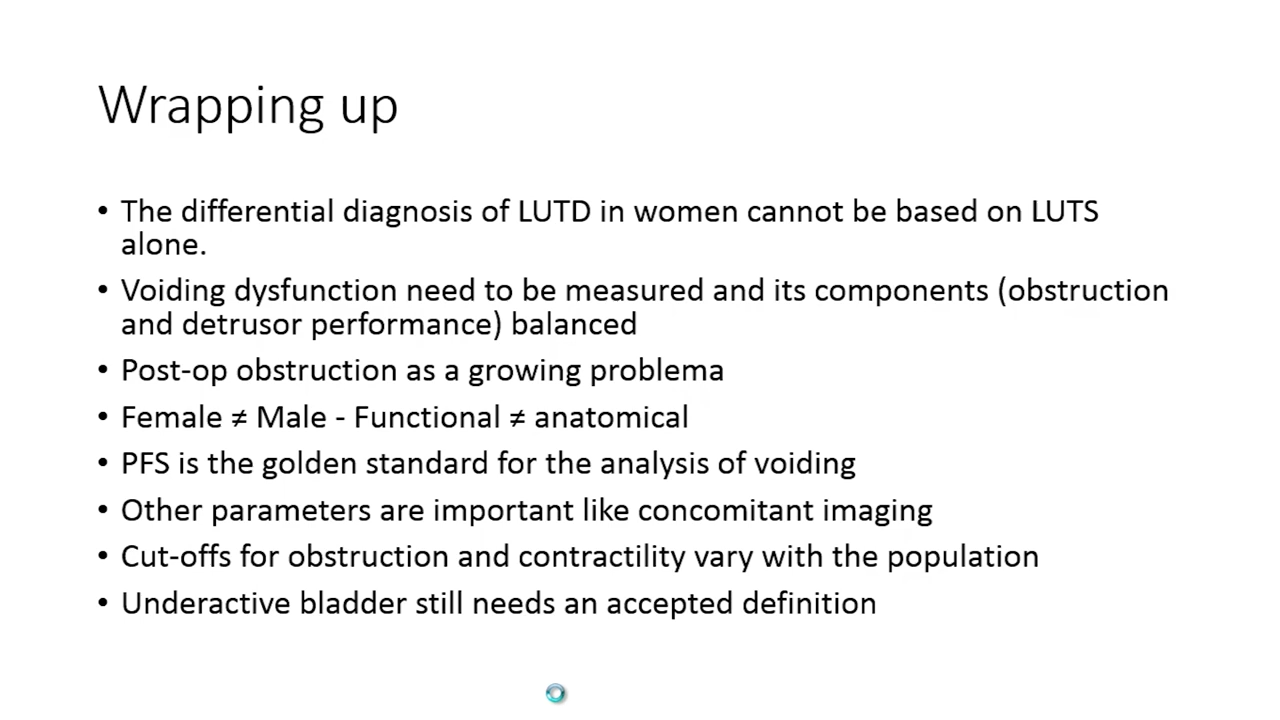 Wrapping up
• The differential diagnosis of LUTD in women cannot be based on LUTS
alone.
• Voiding dysfunction need to be measured and its components (obstruction
and detrusor performance) balanced
• Post-op obstruction as a growing problema
• Female ≠ Male - Functional ≠ anatomical
• PFS is the golden standard for the analysis of voiding
• Other parameters are important like concomitant imaging
• Cut-offs for obstruction and contractility vary with the population
• Underactive bladder still needs an accepted definition